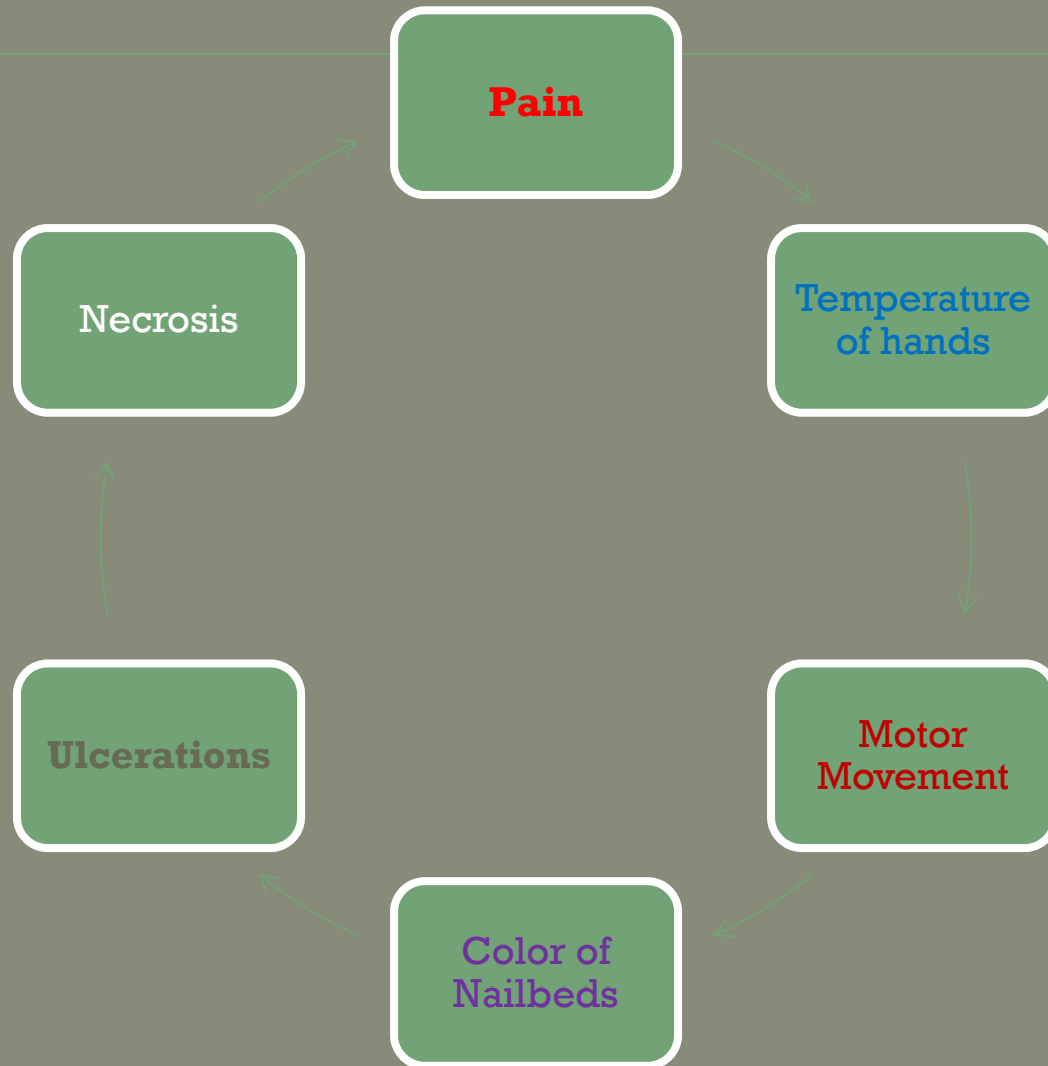 Pain
Temperature
of hands
Motor
Movement
Color of
Nailbeds
Ulcerations
Necrosis